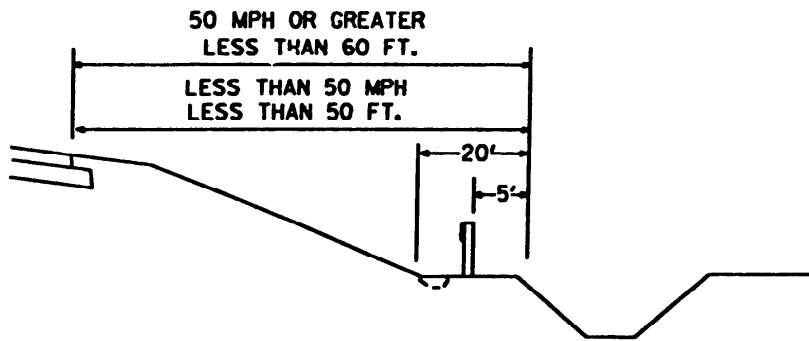 50 MPH OR GREATER
LESS THAN 60 FT.
LESS THAN 50 MPH
LESS THAN 50 FT.
20'
5'